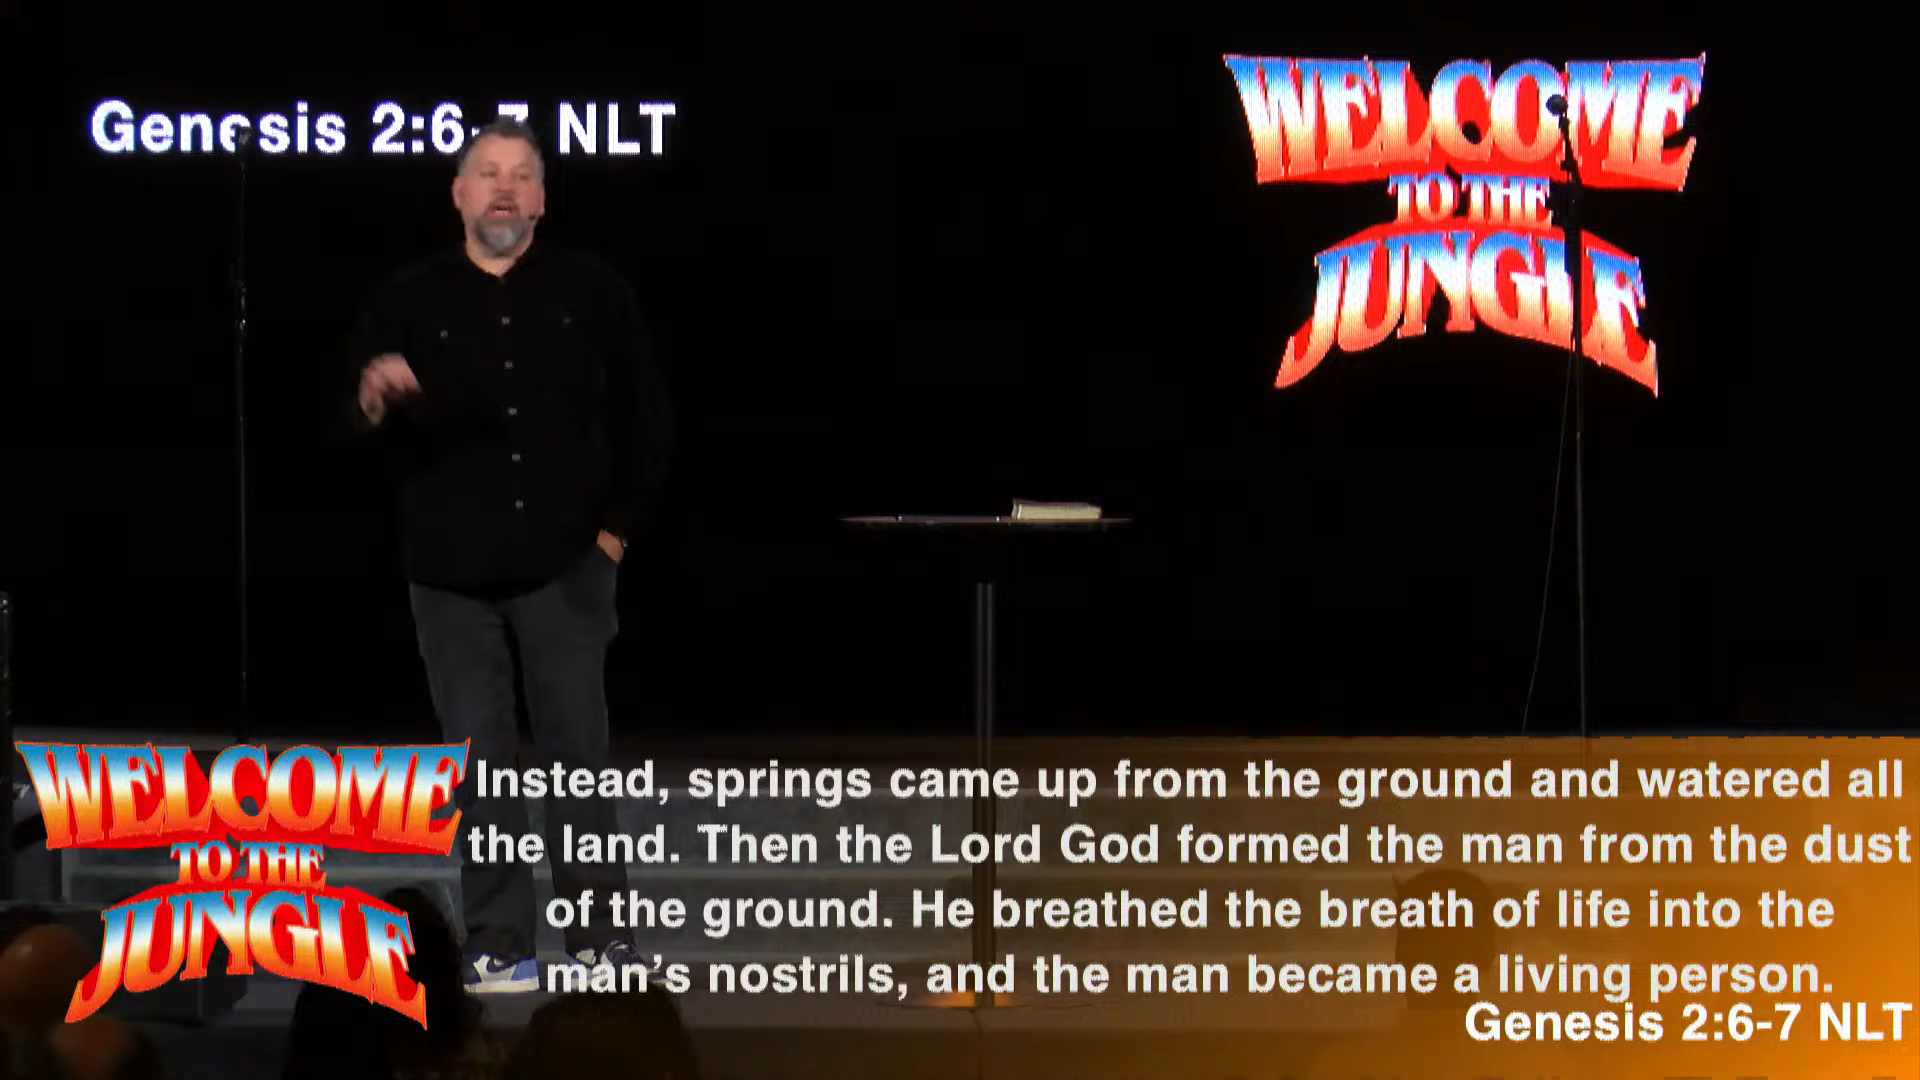 Genesis 2:6-7 NLT
WELCOME
TO THE
JUNGLE
WELCOME
TO THE
JUNGLE
Instead, springs came up from the ground and watered all
the land. Then the Lord God formed the man from the dust
of the ground. He breathed the breath of life into the
man’s nostrils, and the man became a living person.
Genesis 2:6-7 NLT